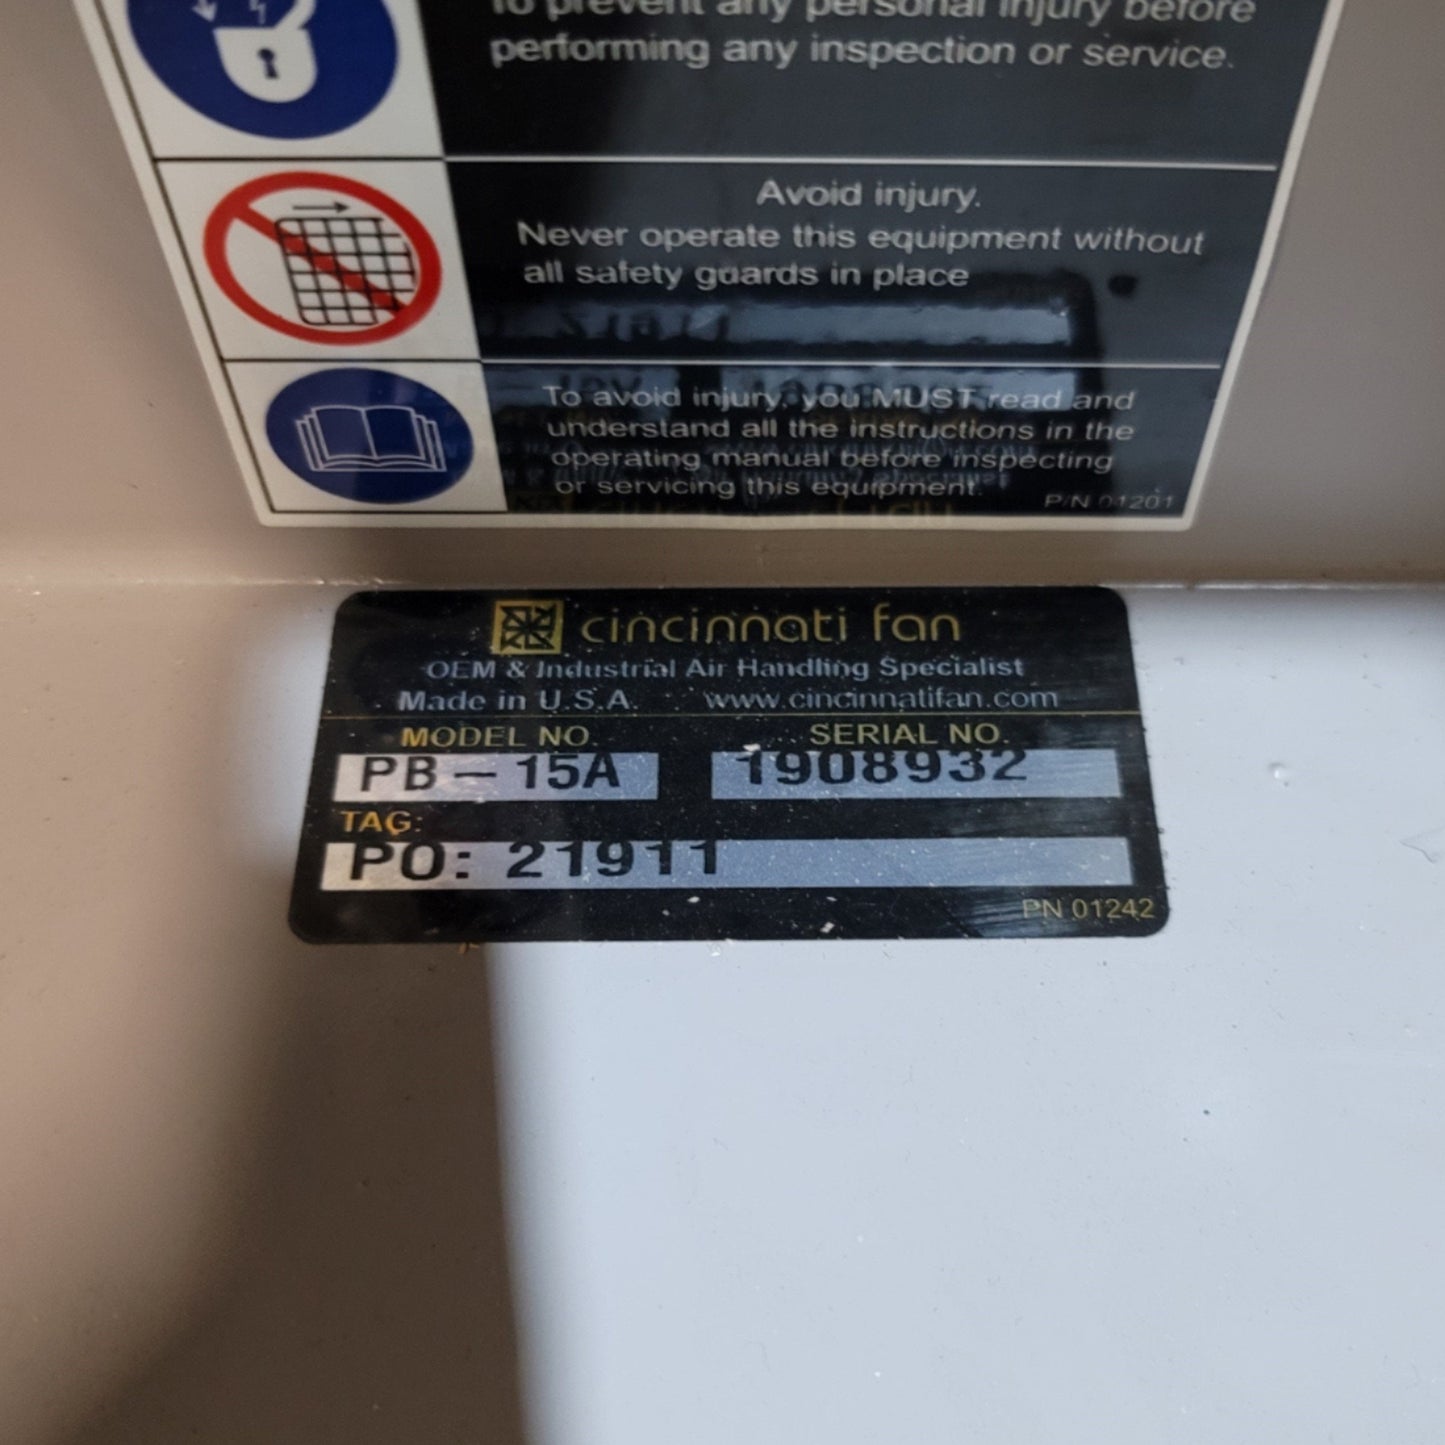 To prevent any personal injury before
performing any inspection or service.
Avoid injury.
Never operate this equipment without
all safety guards in place
To avoid injury, you MUST read and
understand all the instructions in the
operating manual before inspecting
or servicing this equipment.
P/N 01201
cincinnati fan
OEM & Industrial Air Handling Specialist
Made in U.S.A. www.cincinnatifan.com
MODEL NO. SERIAL NO.
PB - 15A 1908932
TAG:
PO: 21911
PN 01242